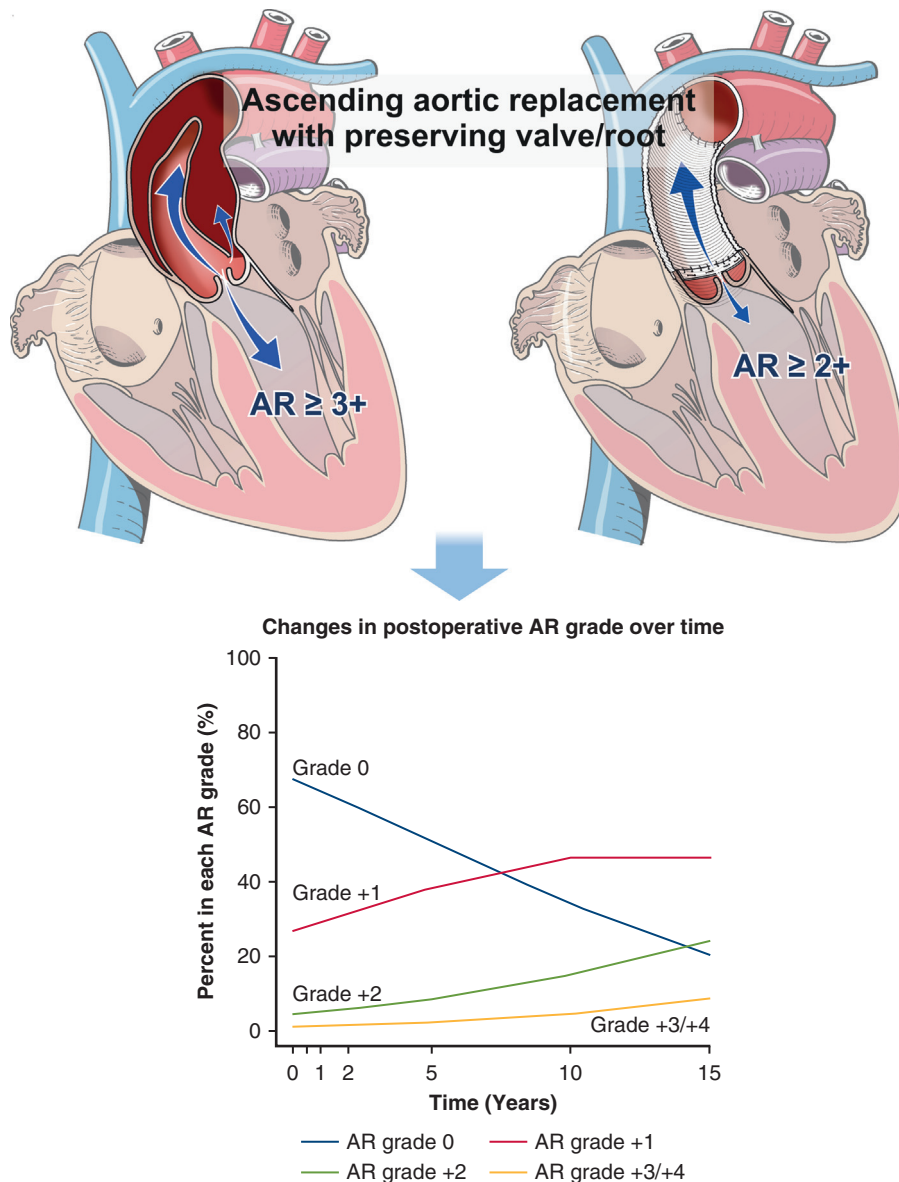 Ascending aortic replacement
with preserving valve/root
AR ≥ 3+
AR ≥ 2+
Changes in postoperative AR grade over time
Percent in each AR grade (%)
100
80
60
40
20
0
Grade 0
Grade +1
Grade +2
Grade +3/+4
0 1 2 5 10 15
Time (Years)
AR grade 0 AR grade +1
AR grade +2 AR grade +3/+4